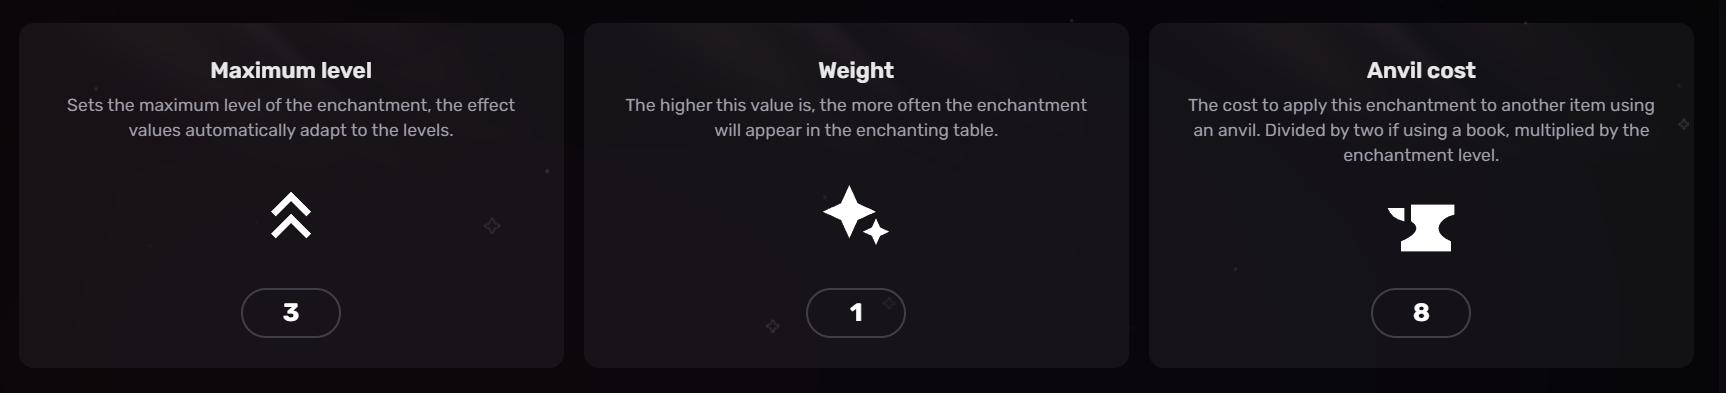 Maximum level
Sets the maximum level of the enchantment, the effect
values automatically adapt to the levels.
3
Weight
The higher this value is, the more often the enchantment
will appear in the enchanting table.
1
Anvil cost
The cost to apply this enchantment to another item using
an anvil. Divided by two if using a book, multiplied by the
enchantment level.
8